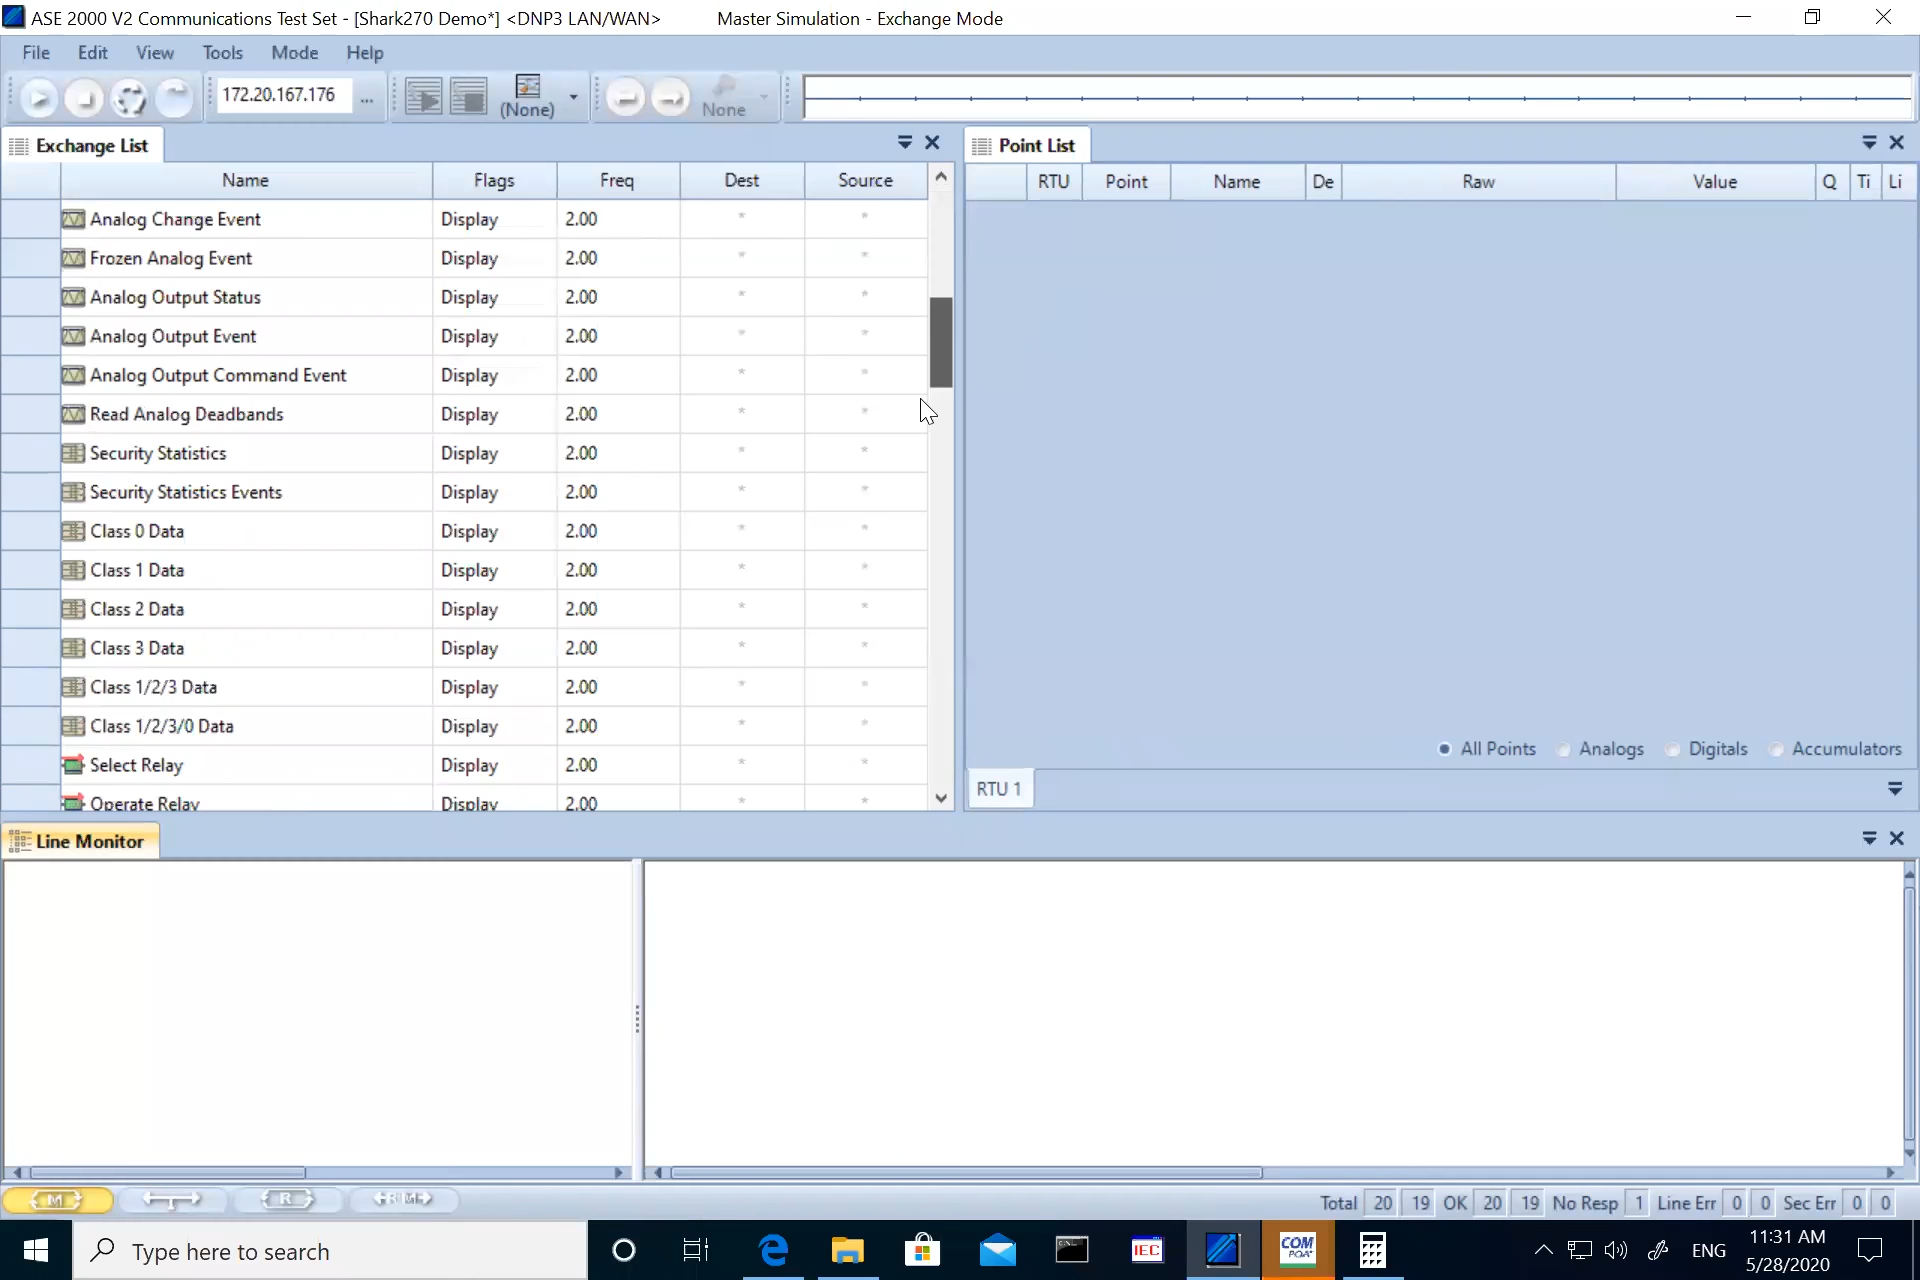 ASE 2000 V2 Communications Test Set - [Shark270 Demo*] <DNP3 LAN/WAN> Master Simulation - Exchange Mode
File Edit View Tools Mode Help
172.20.167.176 ... (None) None
Exchange List
Name Flags Freq Dest Source
Analog Change Event Display 2.00 * *
Frozen Analog Event Display 2.00 * *
Analog Output Status Display 2.00 * *
Analog Output Event Display 2.00 * *
Analog Output Command Event Display 2.00 * *
Read Analog Deadbands Display 2.00 * *
Security Statistics Display 2.00 * *
Security Statistics Events Display 2.00 * *
Class 0 Data Display 2.00 * *
Class 1 Data Display 2.00 * *
Class 2 Data Display 2.00 * *
Class 3 Data Display 2.00 * *
Class 1/2/3 Data Display 2.00 * *
Class 1/2/3/0 Data Display 2.00 * *
Select Relay Display 2.00 * *
Operate Relay Display 2.00 * *
Point List
RTU Point Name De Raw Value Q Ti Li
All Points Analogs Digitals Accumulators
RTU 1
Line Monitor
M T R R M
Total 20 19 OK 20 19 No Resp 1 Line Err 0 0 Sec Err 0 0
Type here to search
IEC
COM
PQA
ENG
11:31 AM
5/28/2020